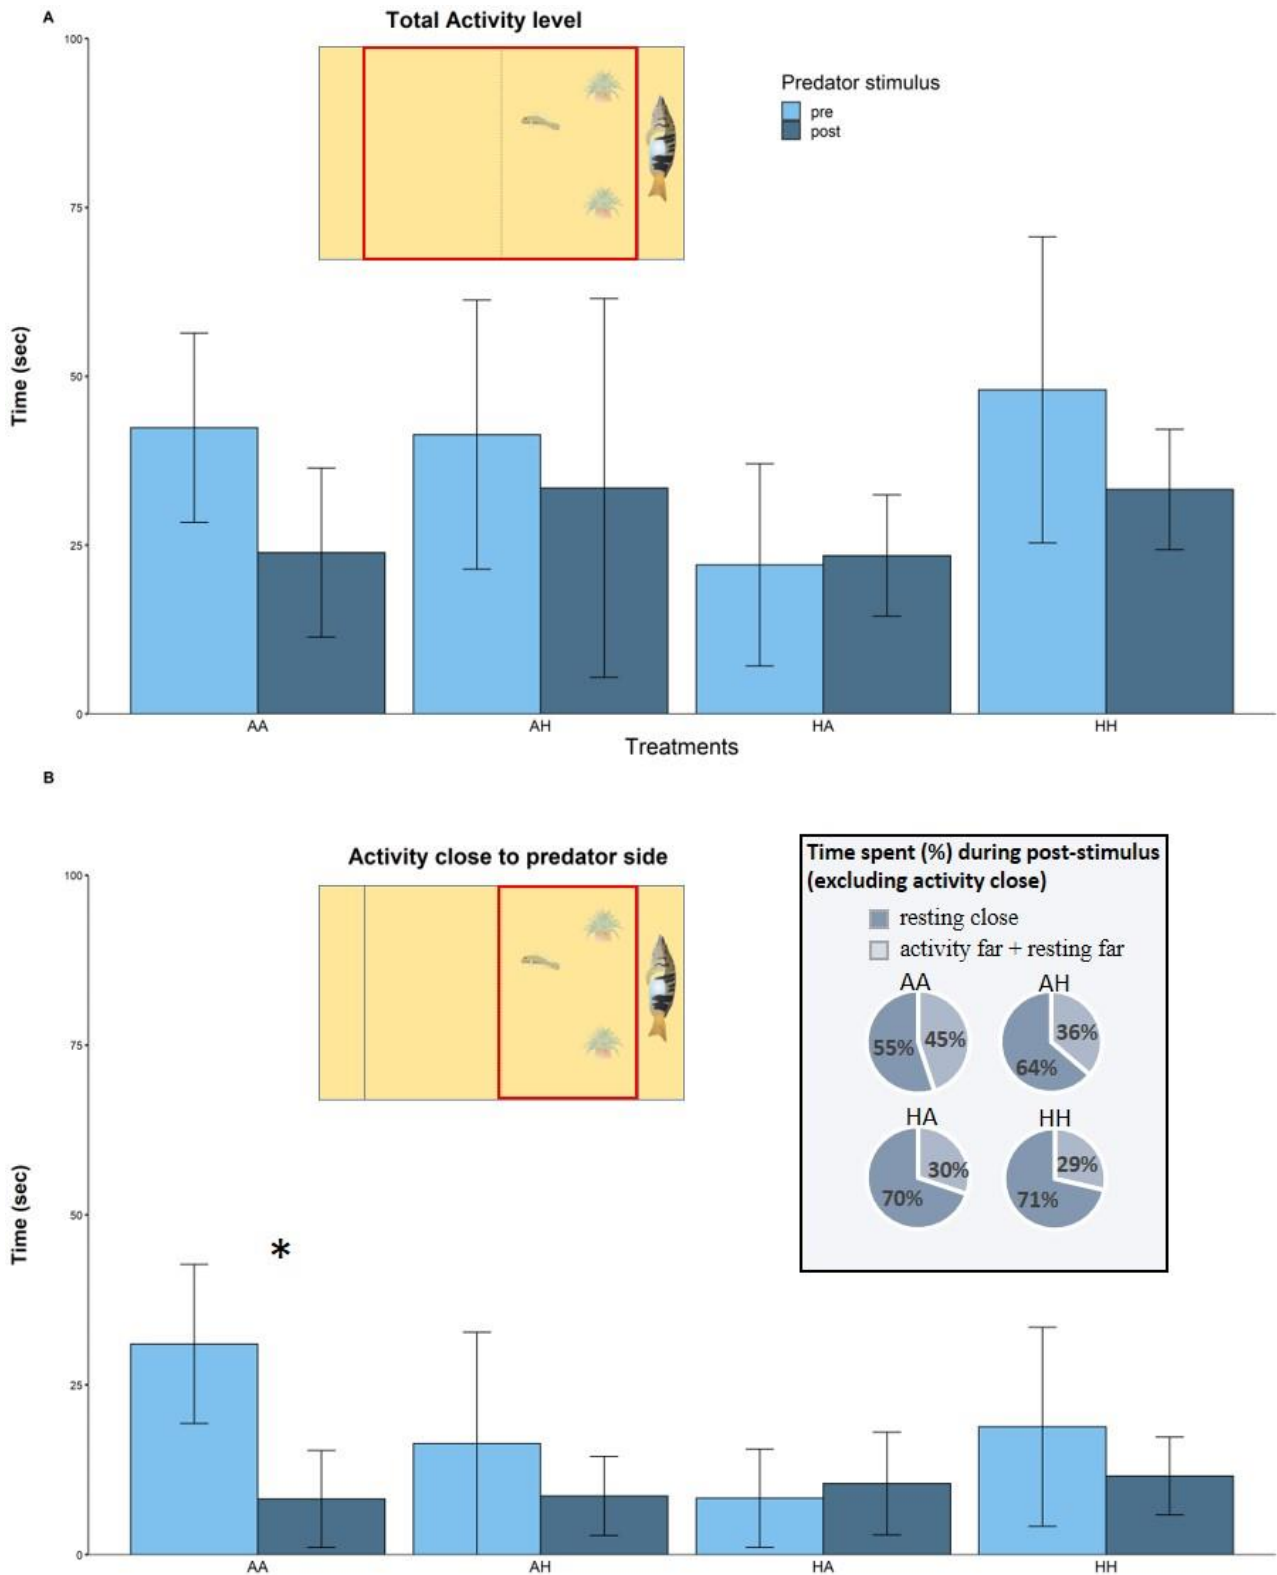 A
Total Activity level
100
75
50
25
0
Time (sec)
Predator stimulus
pre
post
AA AH HA HH
Treatments
B
Activity close to predator side
100
75
50
25
0
Time (sec)
*
Time spent (%) during post-stimulus
(excluding activity close)
resting close
activity far + resting far
AA AH
55% 45% 36%
64%
HA HH
30% 29%
70% 71%
AA AH HA HH